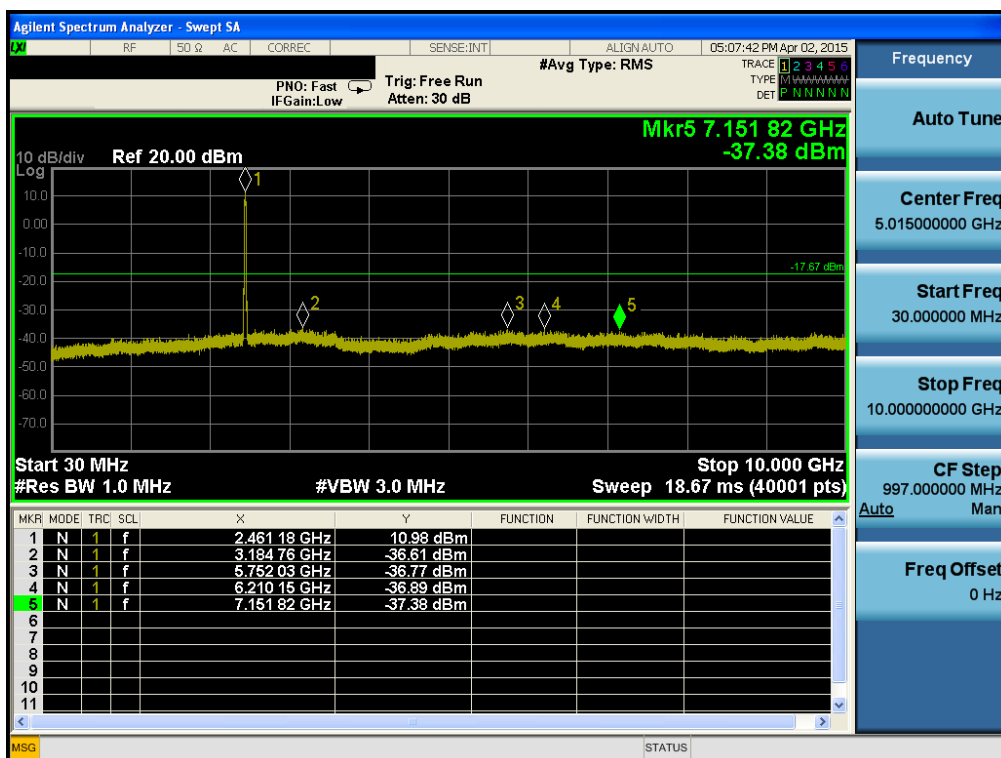 Agilent Spectrum Analyzer - Swept SA
LXI RF 50 Ω AC CORREC SENSE:INT ALIGN AUTO 05:07:42 PM Apr 02, 2015
Frequency
#Avg Type: RMS
TRACE 1 2 3 4 5 6
PNO: Fast Trig: Free Run
TYPE M W W W W W
IFGain:Low Atten: 30 dB
DET P N N N N N
Auto Tune
Mkr5 7.151 82 GHz
10 dB/div Ref 20.00 dBm -37.38 dBm
Log
1
10.0
0.00
-10.0
-17.67 dBm
-20.0
-30.0
2 3 4 5
-40.0
-50.0
-60.0
-70.0
Start 30 MHz Stop 10.000 GHz
#Res BW 1.0 MHz #VBW 3.0 MHz Sweep 18.67 ms (40001 pts)
Center Freq
5.015000000 GHz
Start Freq
30.000000 MHz
Stop Freq
10.000000000 GHz
CF Step
997.000000 MHz
Auto Man
Freq Offset
0 Hz
MKR MODE TRC SCL X Y FUNCTION FUNCTION WIDTH FUNCTION VALUE
1 N 1 f 2.461 18 GHz 10.98 dBm
2 N 1 f 3.184 76 GHz -36.61 dBm
3 N 1 f 5.752 03 GHz -36.77 dBm
4 N 1 f 6.210 15 GHz -36.89 dBm
5 N 1 f 7.151 82 GHz -37.38 dBm
6
7
8
9
10
11
MSG STATUS